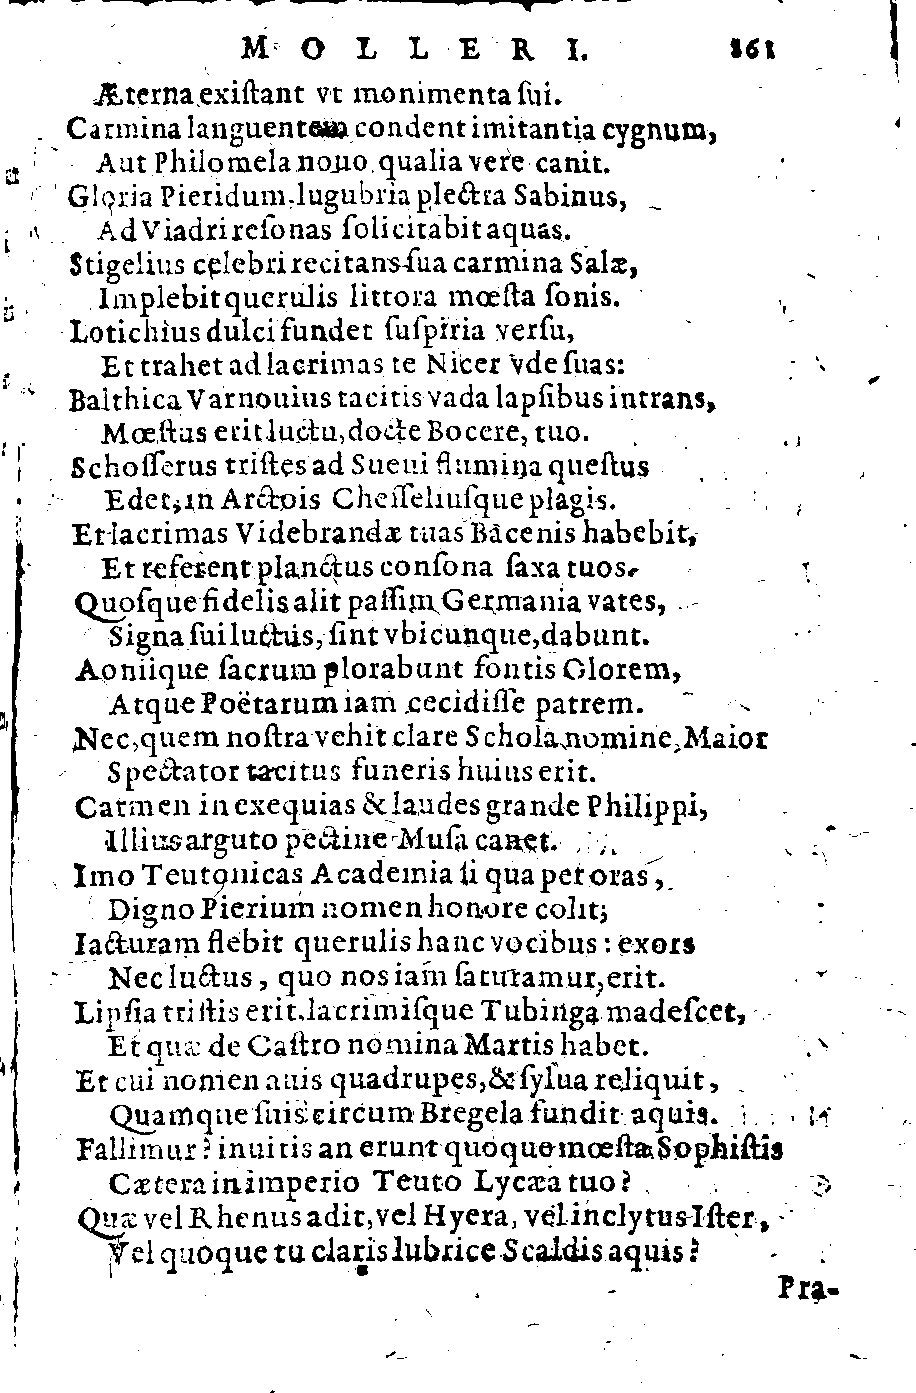 MOLLERI. 161
Æterna existant vt monimenta ſui.
Carmina languentem condent imitantia cygnum,
Aut Philomela nouo qualia vere canit.
Gloria Pieridum lugubria plectra Sabinus,
Ad Viadri reſonas ſolicitabit aquas.
Stigelius celebri recitans ſua carmina Salæ,
Implebit querulis littora mœſta ſonis.
Lotichius dulci fundet ſuſpiria verſu,
Et trahet ad lacrimas te Nicer vde ſuas:
Balthica Varnouius tacitis vada lapſibus intrans,
Mœſtus erit luctu, docte Bocere, tuo.
Schoſſerus triſtes ad Sueui flumina queſtus
Edet, in Arctois Cheſſeliuſque plagis.
Et lacrimas Videbrandæ tuas Bacenis habebit,
Et referent planctus conſona ſaxa tuos.
Quoſque fidelis alit paſſim Germania vates,
Signa ſui luctus, ſint vbicunque, dabunt.
Aoniique ſacrum plorabunt fontis Olorem,
Atque Poëtarum iam cecidiſſe patrem.
Nec, quem noſtra vehit clare Schola nomine, Maior
Spectator tacitus funeris huius erit.
Carmen in exequias & laudes grande Philippi,
Illius arguto pectine Muſa canet.
Imo Teutonicas Academia ſi qua per oras,
Digno Pierium nomen honore colit;
Iacturam flebit querulis hanc vocibus: exors
Nec luctus, quo nos iam ſaturamur, erit.
Lipſia triſtis erit, lacrimiſque Tubinga madeſcet,
Et quæ de Caſtro nomina Martis habet.
Et cui nomen auis quadrupes, & ſylua reliquit,
Quamque ſuis circum Bregela fundit aquis.
Fallimur? inuitis an erunt quoque mœſta Sophiſtis
Cætera in imperio Teuto Lycæa tuo?
Quæ vel Rhenus adit, vel Hyera, vel inclytus Iſter,
Vel quoque tu claris lubrice Scaldis aquis?
Pra-